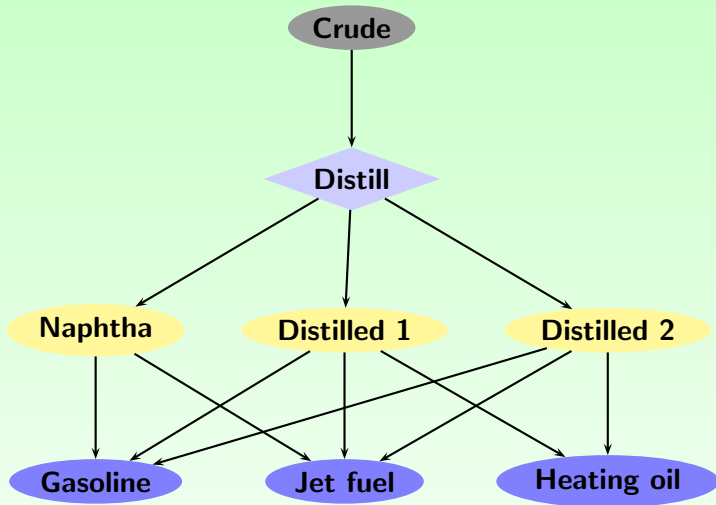 Crude
Distill
Naphtha
Distilled 1
Distilled 2
Gasoline
Jet fuel
Heating oil